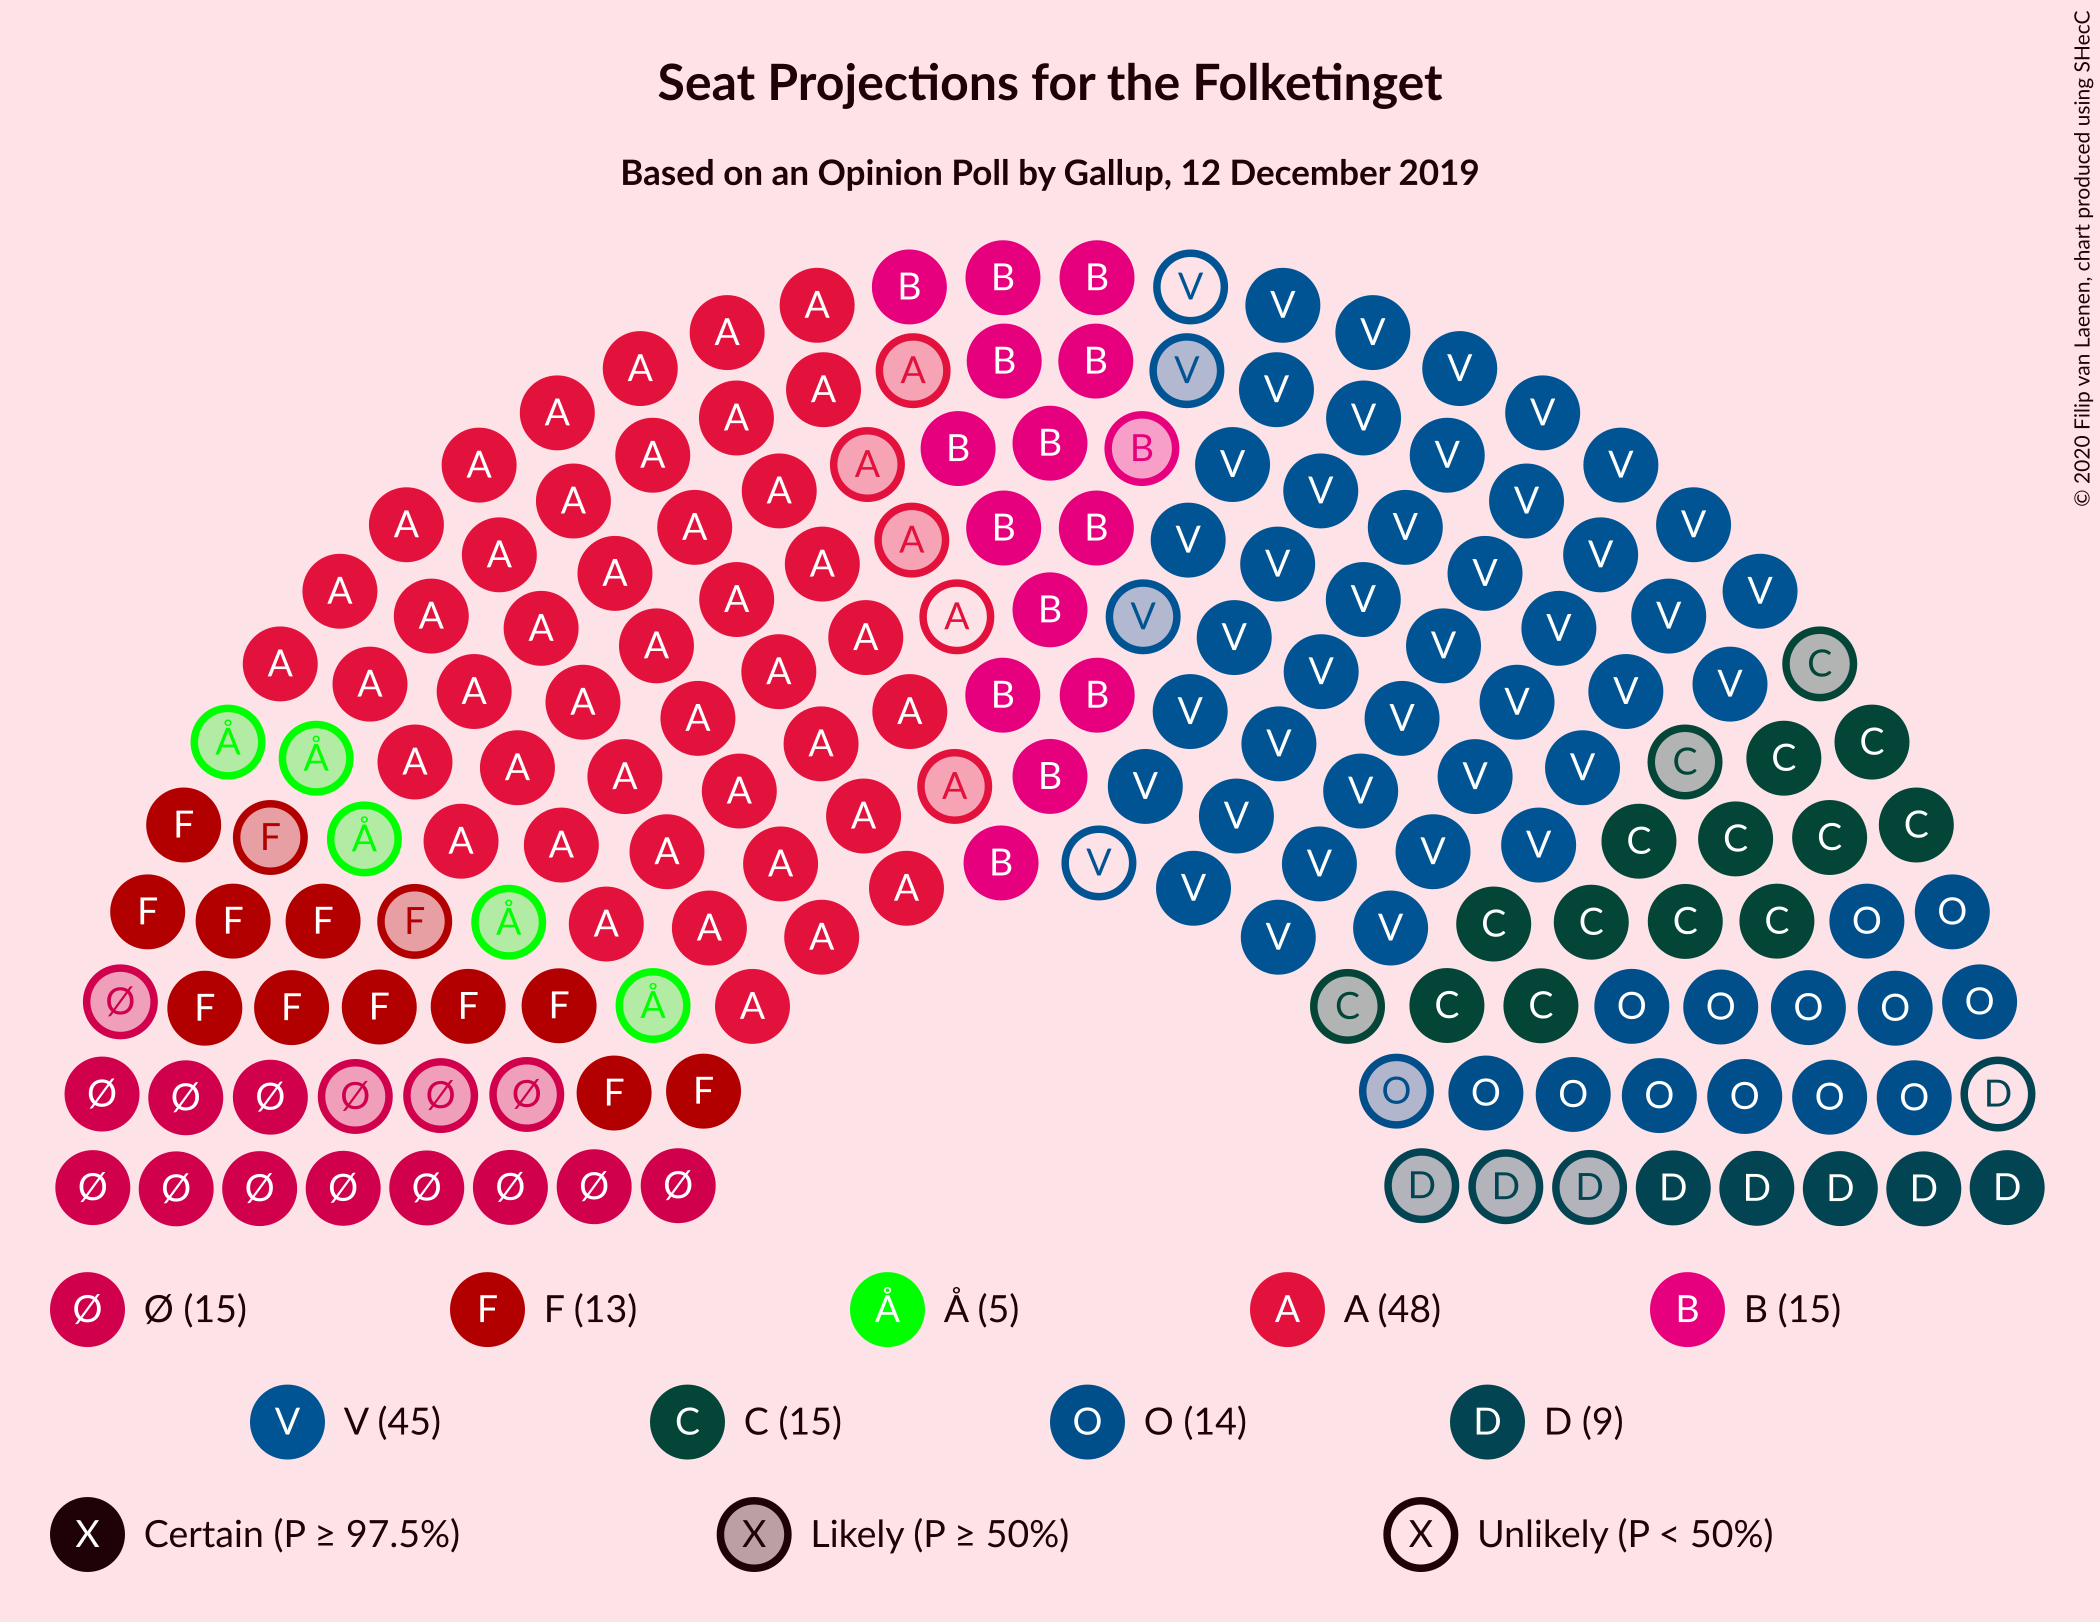 Seat Projections for the Folketinget
Based on an Opinion Poll by Gallup, 12 December 2019
© 2020 Filip van Laenen, chart produced using SHecC
A B B B V V
A A A A B B V V V V
A A A A A B B B V V V V V
A A A A A A A B B V V V V V V V
A A A A A A A A B V V V V V V V V
A A A A A A A B B V V V V V V C
Å Å A A A A A A B V V V V V C C C
F F Å A A A A A B V V V V V C C C C
F F F F Å A A A A V V V C C C C O O
Ø F F F F F Å A C C C O O O O O
Ø Ø Ø Ø Ø Ø F F O O O O O O O D
Ø Ø Ø Ø Ø Ø Ø Ø D D D D D D D D
Ø Ø (15) F F (13) Å Å (5) A A (48) B B (15)
V V (45) C C (15) O O (14) D D (9)
X Certain (P ≥ 97.5%) X Likely (P ≥ 50%) X Unlikely (P < 50%)